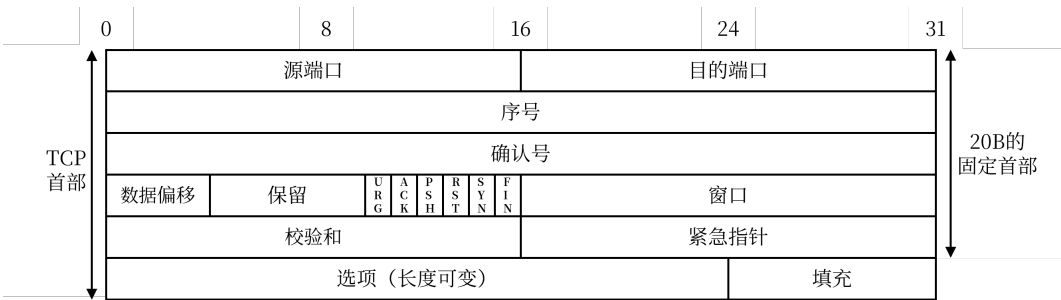 0 8 16 24 31
源端口 目的端口
序号
确认号
TCP
首部
20B的
固定首部
数据偏移 保留 URG ACK PSH RST SYN FIN 窗口
校验和 紧急指针
选项（长度可变） 填充